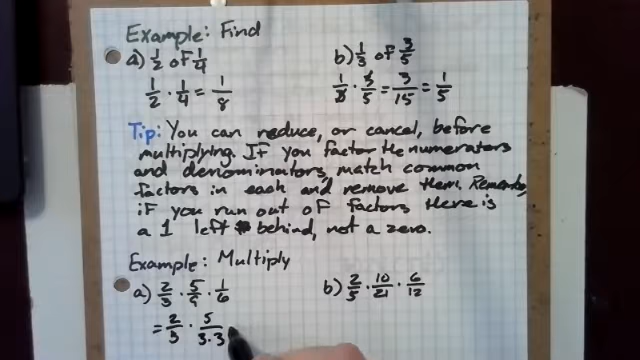 Example: Find
a) 1/2 of 1/4
b) 1/3 of 3/5
1/2 · 1/4 = 1/8
1/3 · 3/5 = 3/15 = 1/5
Tip: You can reduce, or cancel, before
multiplying. If you factor the numerators
and denominators, match common
factors in each and remove them. Remember,
if you run out of factors there is
a 1 left behind, not a zero.
Example: Multiply
a) 2/3 · 5/9 · 1/6
b) 2/5 · 10/21 · 6/12
= 2/3 · 5/3·3